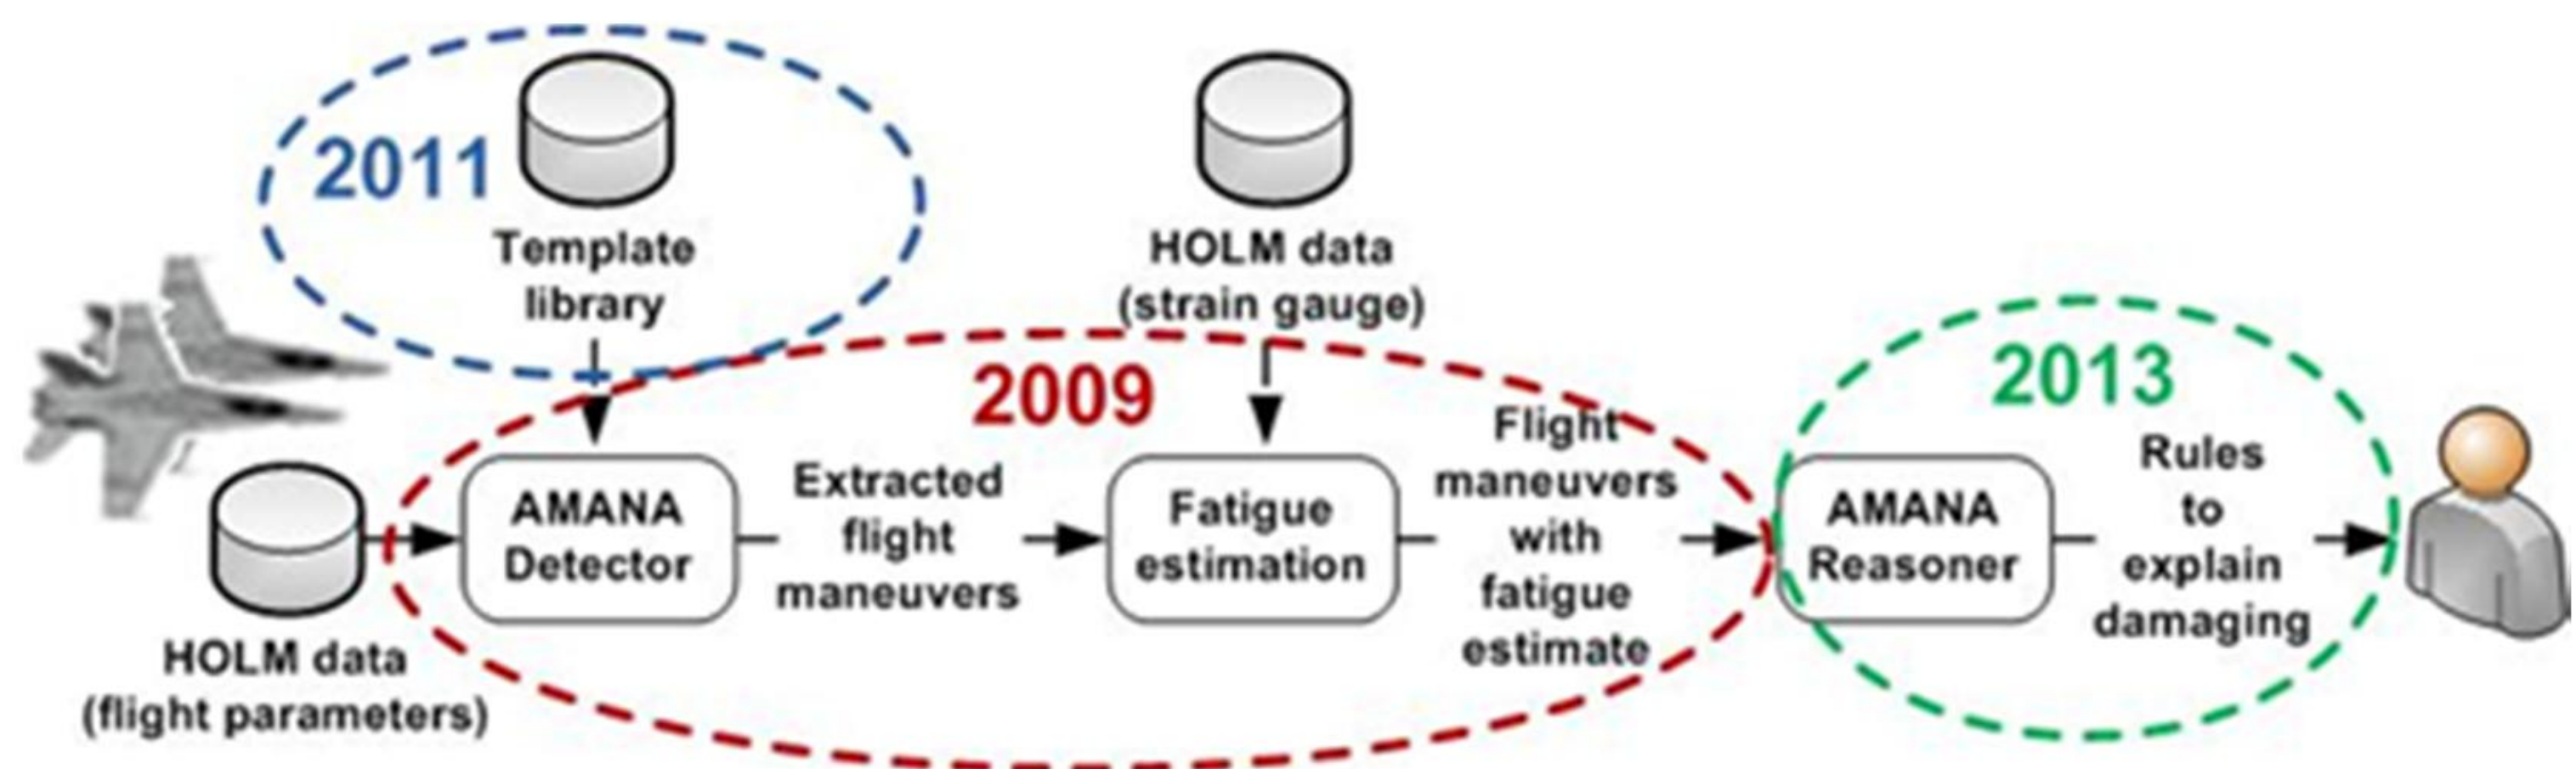 2011
Template
library
HOLM data
(strain gauge)
2009
2013
HOLM data
(flight parameters)
AMANA
Detector
Extracted
flight
maneuvers
Fatigue
estimation
Flight
maneuvers
with
fatigue
estimate
AMANA
Reasoner
Rules
to
explain
damaging